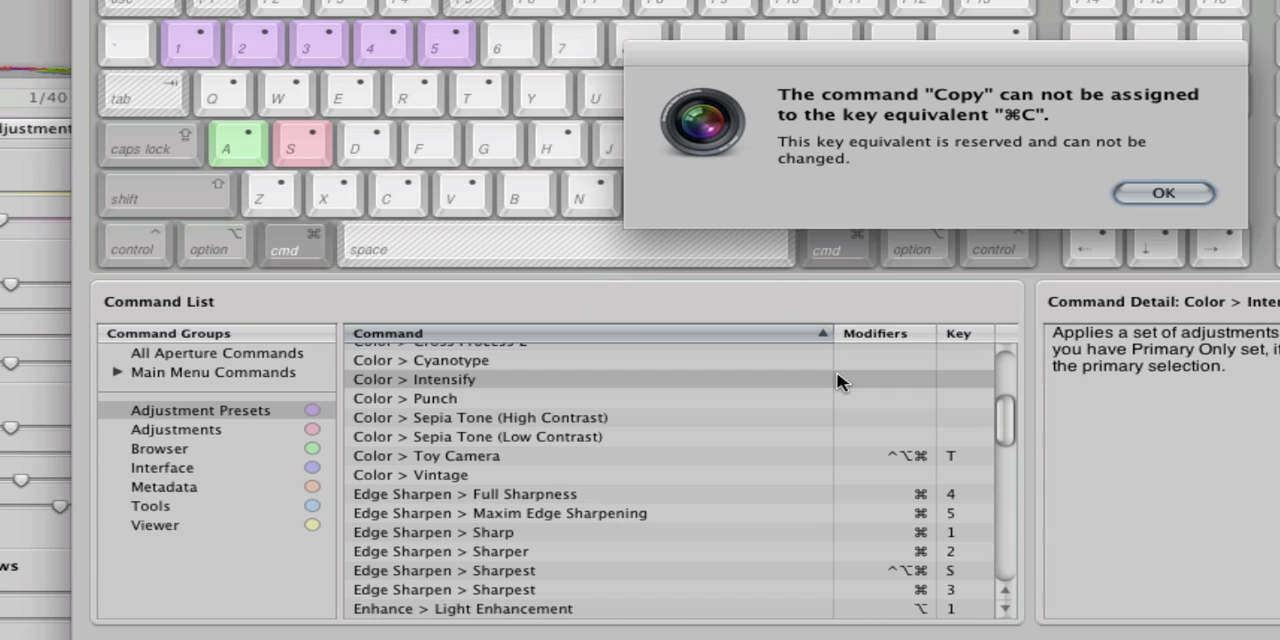 1
2
3
4
5
6
7
tab
Q
W
E
R
T
Y
U
caps lock
A
S
D
F
G
H
J
shift
Z
X
C
V
B
N
control
option
cmd
space
cmd
option
control
1/40
djustment
ws
The command "Copy" can not be assigned
to the key equivalent "⌘C".
This key equivalent is reserved and can not be
changed.
OK
Command List
Command Groups
All Aperture Commands
Main Menu Commands
Adjustment Presets
Adjustments
Browser
Interface
Metadata
Tools
Viewer
Command Modifiers Key
Color > Cross Process 2
Color > Cyanotype
Color > Intensify
Color > Punch
Color > Sepia Tone (High Contrast)
Color > Sepia Tone (Low Contrast)
Color > Toy Camera ^⌥⌘ T
Color > Vintage
Edge Sharpen > Full Sharpness ⌘ 4
Edge Sharpen > Maxim Edge Sharpening ⌘ 5
Edge Sharpen > Sharp ⌘ 1
Edge Sharpen > Sharper ⌘ 2
Edge Sharpen > Sharpest ^⌥⌘ S
Edge Sharpen > Sharpest ⌘ 3
Enhance > Light Enhancement ⌥ 1
Command Detail: Color > Inte
Applies a set of adjustments
you have Primary Only set, i
the primary selection.